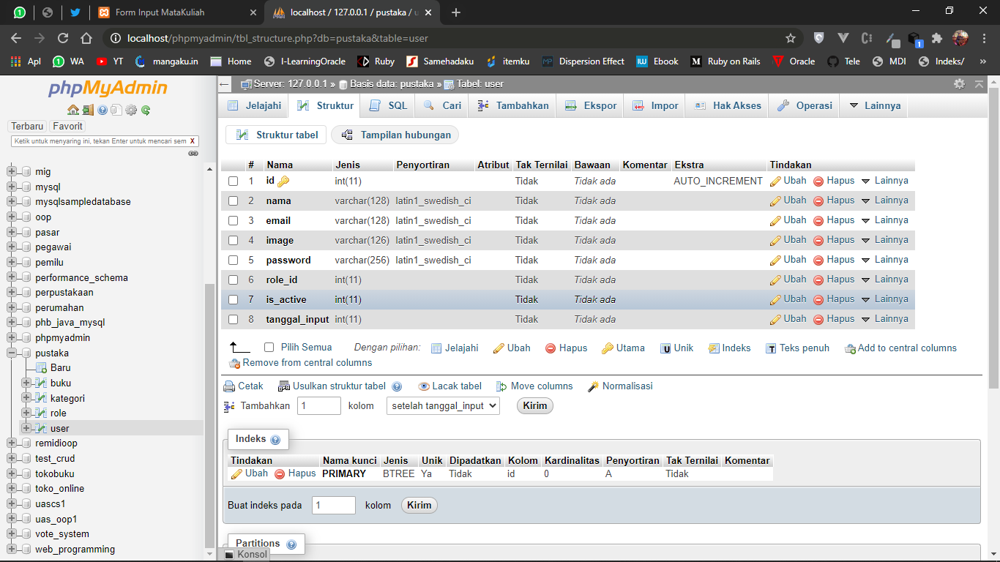 Form Input MataKuliah
localhost / 127.0.0.1 / pustaka / u
localhost/phpmyadmin/tbl_structure.php?db=pustaka&table=user
Apl WA YT mangaku.in Home I-LearningOracle Ruby Samehadaku itemku Dispersion Effect Ebook Ruby on Rails Oracle Tele MDI Indeks/ »
phpMyAdmin
Terbaru Favorit
Ketik untuk menyaring ini, tekan Enter untuk mencari sem X
mig
mysql
mysqlsampledatabase
oop
pasar
pegawai
pemilu
performance_schema
perpustakaan
perumahan
phb_java_mysql
phpmyadmin
pustaka
Baru
buku
kategori
role
user
remidioop
test_crud
tokobuku
toko_online
uascs1
uas_oop1
vote_system
web_programming
Server: 127.0.0.1 » Basis data: pustaka » Tabel: user
Jelajahi Struktur SQL Cari Tambahkan Ekspor Impor Hak Akses Operasi Lainnya
Struktur tabel Tampilan hubungan
# Nama Jenis Penyortiran Atribut Tak Ternilai Bawaan Komentar Ekstra Tindakan
1 id int(11) Tidak Tidak ada AUTO_INCREMENT Ubah Hapus Lainnya
2 nama varchar(128) latin1_swedish_ci Tidak Tidak ada Ubah Hapus Lainnya
3 email varchar(128) latin1_swedish_ci Tidak Tidak ada Ubah Hapus Lainnya
4 image varchar(126) latin1_swedish_ci Tidak Tidak ada Ubah Hapus Lainnya
5 password varchar(256) latin1_swedish_ci Tidak Tidak ada Ubah Hapus Lainnya
6 role_id int(11) Tidak Tidak ada Ubah Hapus Lainnya
7 is_active int(11) Tidak Tidak ada Ubah Hapus Lainnya
8 tanggal_input int(11) Tidak Tidak ada Ubah Hapus Lainnya
Pilih Semua Dengan pilihan: Jelajahi Ubah Hapus Utama Unik Indeks Teks penuh Add to central columns
Remove from central columns
Cetak Usulkan struktur tabel Lacak tabel Move columns Normalisasi
Tambahkan 1 kolom setelah tanggal_input Kirim
Indeks
Tindakan Nama kunci Jenis Unik Dipadatkan Kolom Kardinalitas Penyortiran Tak Ternilai Komentar
Ubah Hapus PRIMARY BTREE Ya Tidak id 0 A Tidak
Buat indeks pada 1 kolom Kirim
Partitions
Konsol